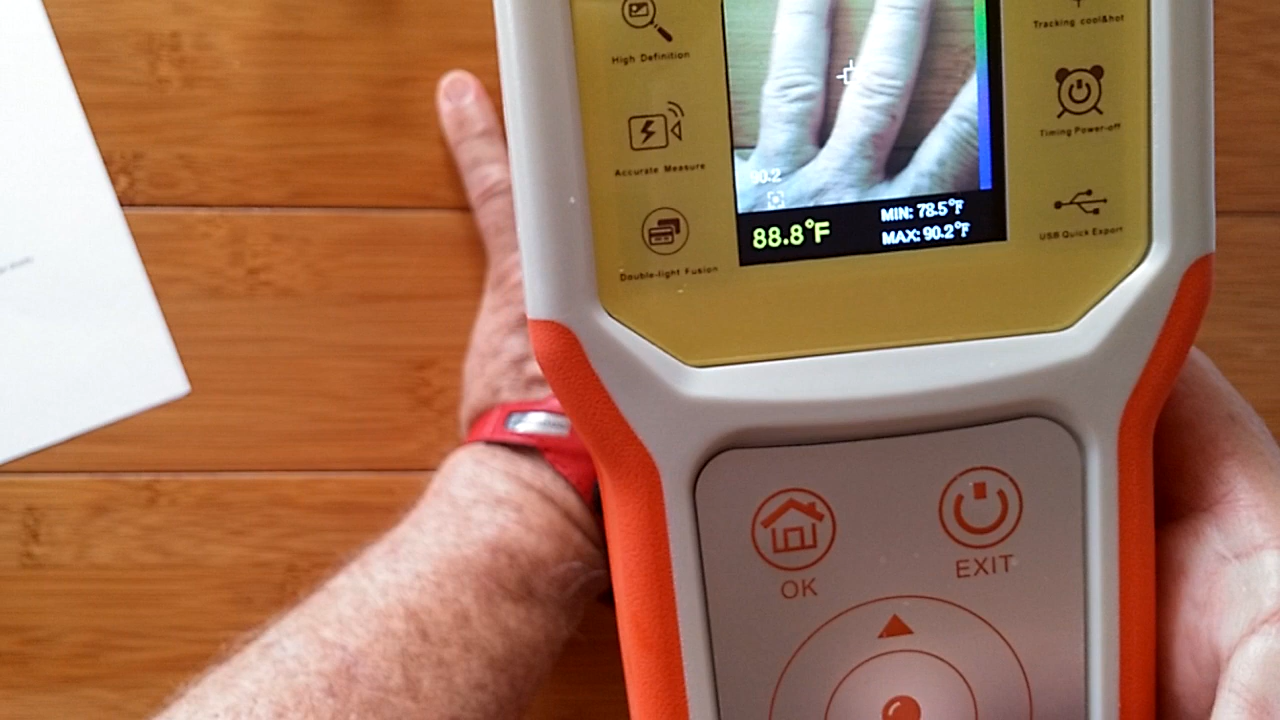 High Definition
Accurate Measure
Double-light Fusion
90.2
88.8°F
MIN: 78.5°F
MAX: 90.2°F
Tracking cool&hot
Timing Power-off
USB Quick Export
OK
EXIT